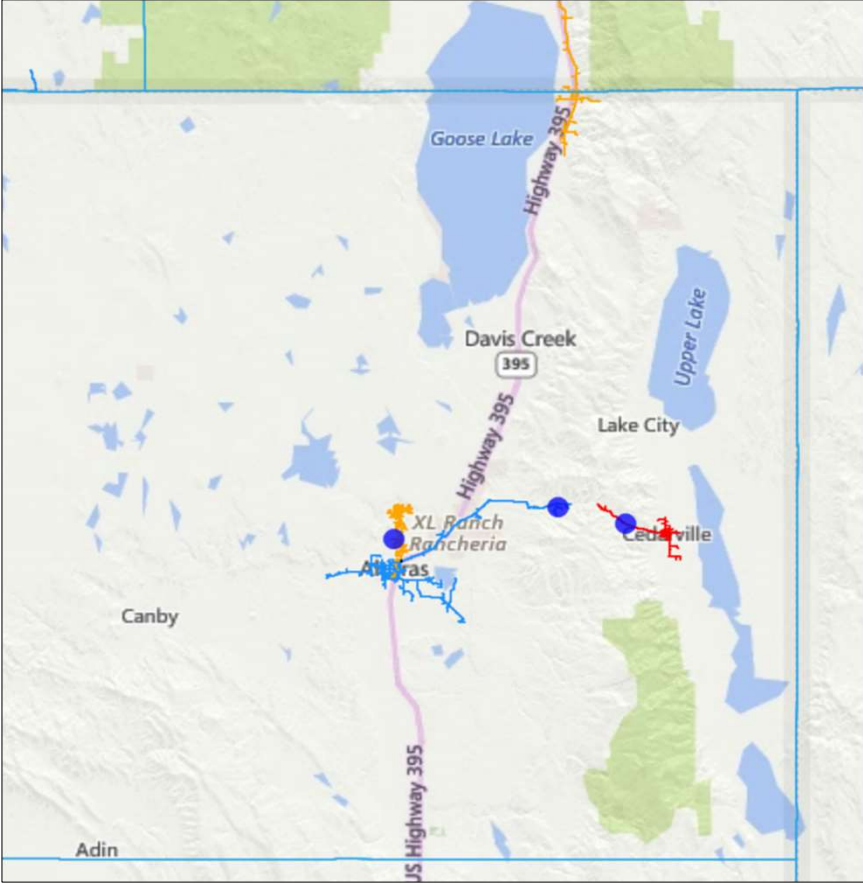 Goose Lake
Highway 395
Davis Creek
395
Upper Lake
Highway 395
Lake City
XL Ranch
Rancheria
Cedarville
Canby
US Highway 395
Adin